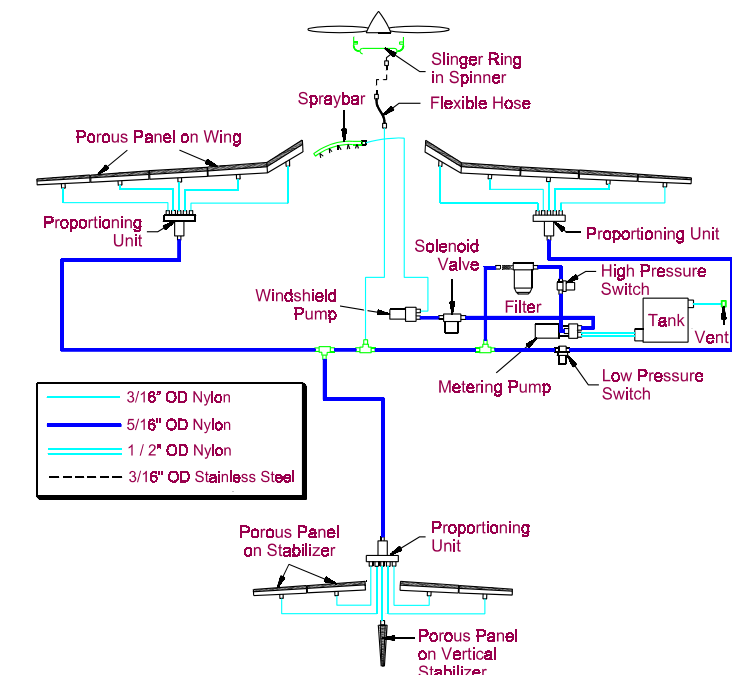 Slinger Ring
in Spinner
Spraybar
Flexible Hose
Porous Panel on Wing
Proportioning
Unit
Solenoid
Valve
Proportioning Unit
High Pressure
Switch
Windshield
Pump
Filter
Tank
Vent
Metering Pump
Low Pressure
Switch
3/16" OD Nylon
5/16" OD Nylon
1 / 2" OD Nylon
3/16" OD Stainless Steel
Porous Panel
on Stabilizer
Proportioning
Unit
Porous Panel
on Vertical
Stabilizer